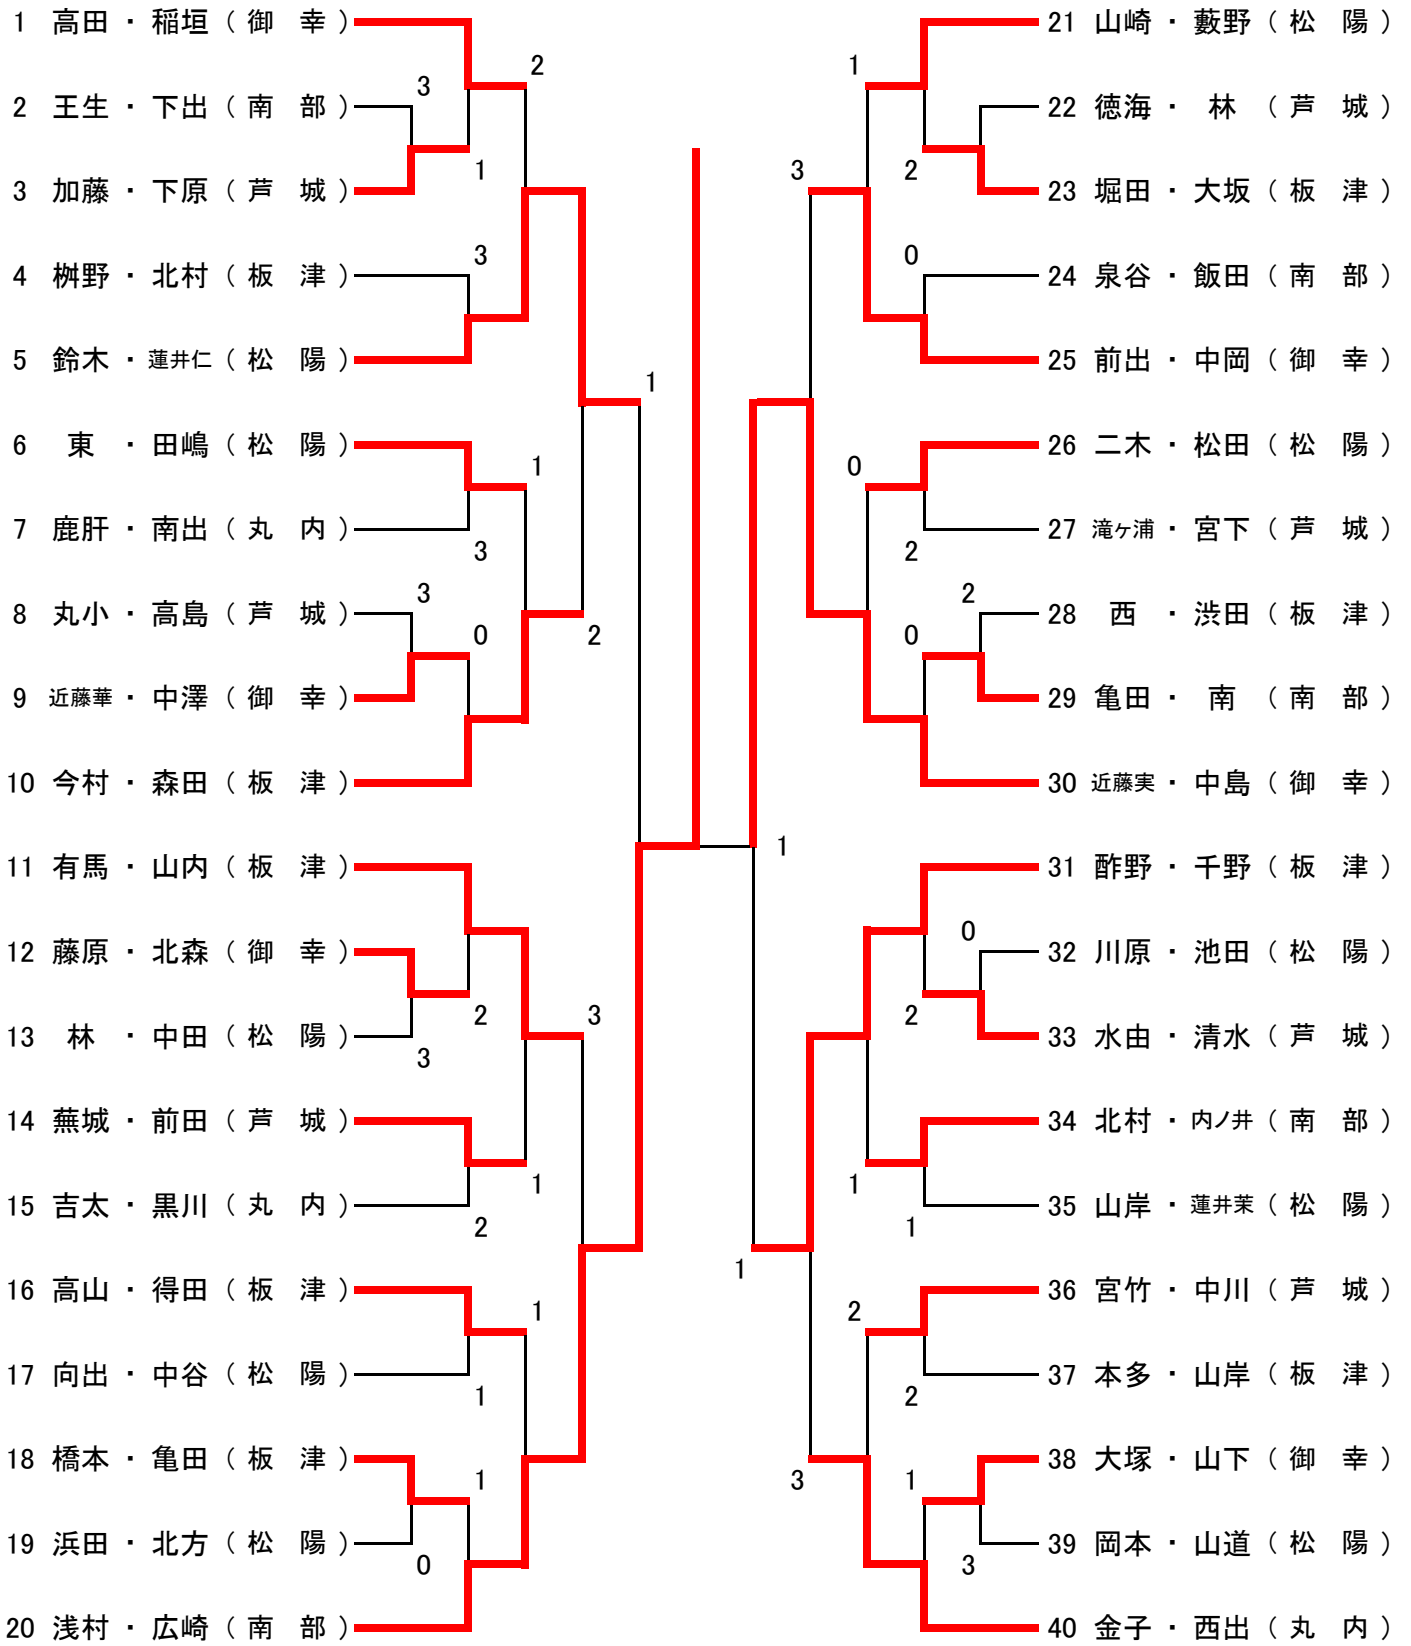 1 高田 ・ 稲垣 ( 御 幸 )
2 王生 ・ 下出 ( 南 部 )
3 加藤 ・ 下原 ( 芦 城 )
4 桝野 ・ 北村 ( 板 津 )
5 鈴木 ・ 蓮井仁 ( 松 陽 )
6 東 ・ 田嶋 ( 松 陽 )
7 鹿肝 ・ 南出 ( 丸 内 )
8 丸小 ・ 高島 ( 芦 城 )
9 近藤華 ・ 中澤 ( 御 幸 )
10 今村 ・ 森田 ( 板 津 )
11 有馬 ・ 山内 ( 板 津 )
12 藤原 ・ 北森 ( 御 幸 )
13 林 ・ 中田 ( 松 陽 )
14 蕪城 ・ 前田 ( 芦 城 )
15 吉太 ・ 黒川 ( 丸 内 )
16 高山 ・ 得田 ( 板 津 )
17 向出 ・ 中谷 ( 松 陽 )
18 橋本 ・ 亀田 ( 板 津 )
19 浜田 ・ 北方 ( 松 陽 )
20 浅村 ・ 広崎 ( 南 部 )
3
3
3
0
1
3
3
0
2
2
1
1
2
1
1
1
2
3
1
1
1
3
1
3
0
1
0
1
2
3
2
0
2
0
2
1
2
1
2
0
3
21 山崎 ・ 藪野 ( 松 陽 )
22 徳海 ・ 林 ( 芦 城 )
23 堀田 ・ 大坂 ( 板 津 )
24 泉谷 ・ 飯田 ( 南 部 )
25 前出 ・ 中岡 ( 御 幸 )
26 二木 ・ 松田 ( 松 陽 )
27 滝ヶ浦 ・ 宮下 ( 芦 城 )
28 西 ・ 渋田 ( 板 津 )
29 亀田 ・ 南 ( 南 部 )
30 近藤実 ・ 中島 ( 御 幸 )
31 酢野 ・ 千野 ( 板 津 )
32 川原 ・ 池田 ( 松 陽 )
33 水由 ・ 清水 ( 芦 城 )
34 北村 ・ 内ノ井 ( 南 部 )
35 山岸 ・ 蓮井茉 ( 松 陽 )
36 宮竹 ・ 中川 ( 芦 城 )
37 本多 ・ 山岸 ( 板 津 )
38 大塚 ・ 山下 ( 御 幸 )
39 岡本 ・ 山道 ( 松 陽 )
40 金子 ・ 西出 ( 丸 内 )